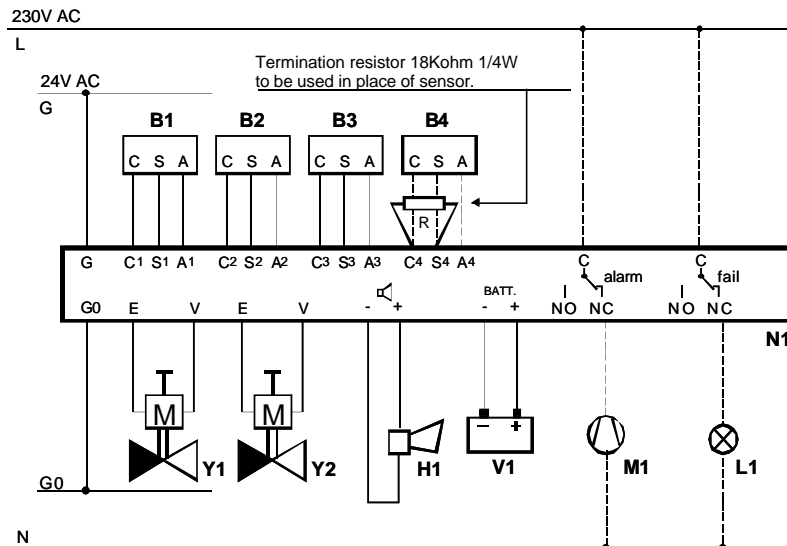 230V AC
L
Termination resistor 18Kohm 1/4W
to be used in place of sensor.
24V AC
G
B1 B2 B3 B4
C S A C S A C S A C S A
R
G C1 S1 A1 C2 S2 A2 C3 S3 A3 C4 S4 A4 C C
alarm fail
BATT.
G0 E V E V - + - + NO NC NO NC
N1
M M
- +
Y1 Y2 H1 V1 M1 L1
G0
N